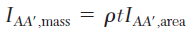 I_{AA′,mass} = ρtI_{AA′,area}